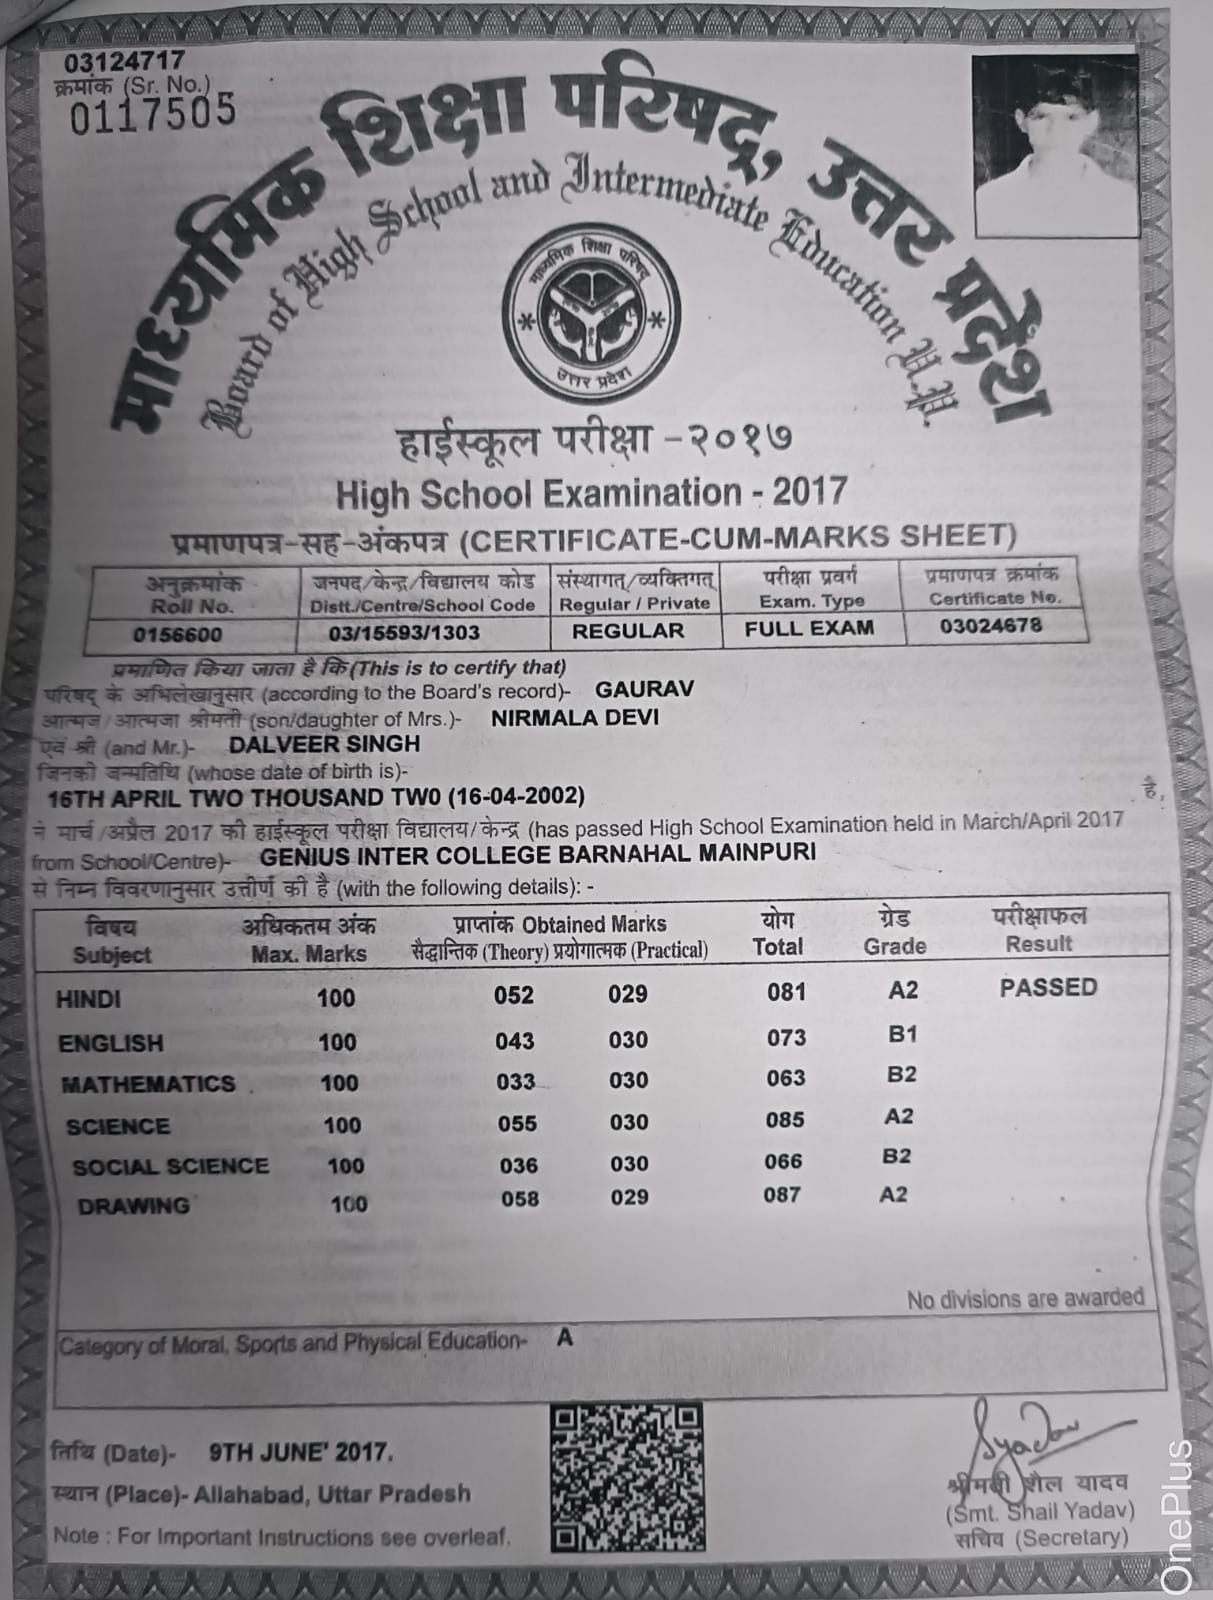 03124717
क्रमांक (Sr. No.)
0117505
माध्यमिक शिक्षा परिषद्, उत्तर प्रदेश
Board of High School and Intermediate Education U.P.
माध्यमिक शिक्षा परिषद्
उत्तर प्रदेश
हाईस्कूल परीक्षा - २०१७
High School Examination - 2017
प्रमाणपत्र-सह-अंकपत्र (CERTIFICATE-CUM-MARKS SHEET)
अनुक्रमांक जनपद/केन्द्र/विद्यालय कोड संस्थागत्/व्यक्तिगत् परीक्षा प्रवर्ग प्रमाणपत्र क्रमांक
Roll No. Distt./Centre/School Code Regular / Private Exam. Type Certificate No.
0156600 03/15593/1303 REGULAR FULL EXAM 03024678
प्रमाणित किया जाता है कि (This is to certify that)
परिषद् के अभिलेखानुसार (according to the Board's record)- GAURAV
आत्मज/आत्मजा श्रीमती (son/daughter of Mrs.)- NIRMALA DEVI
एवं श्री (and Mr.)- DALVEER SINGH
जिनकी जन्मतिथि (whose date of birth is)-
16TH APRIL TWO THOUSAND TW0 (16-04-2002) है,
ने मार्च/अप्रैल 2017 की हाईस्कूल परीक्षा विद्यालय/केन्द्र (has passed High School Examination held in March/April 2017
from School/Centre)- GENIUS INTER COLLEGE BARNAHAL MAINPURI
से निम्न विवरणानुसार उत्तीर्ण की है (with the following details): -
विषय अधिकतम अंक प्राप्तांक Obtained Marks योग ग्रेड परीक्षाफल
Subject Max. Marks सैद्धान्तिक (Theory) प्रयोगात्मक (Practical) Total Grade Result
HINDI 100 052 029 081 A2 PASSED
ENGLISH 100 043 030 073 B1
MATHEMATICS 100 033 030 063 B2
SCIENCE 100 055 030 085 A2
SOCIAL SCIENCE 100 036 030 066 B2
DRAWING 100 058 029 087 A2
No divisions are awarded
Category of Moral, Sports and Physical Education- A
तिथि (Date)- 9TH JUNE' 2017.
स्थान (Place)- Allahabad, Uttar Pradesh
Note : For Important Instructions see overleaf.
Syadav
श्रीमती शैल यादव
(Smt. Shail Yadav)
सचिव (Secretary)
OnePlus